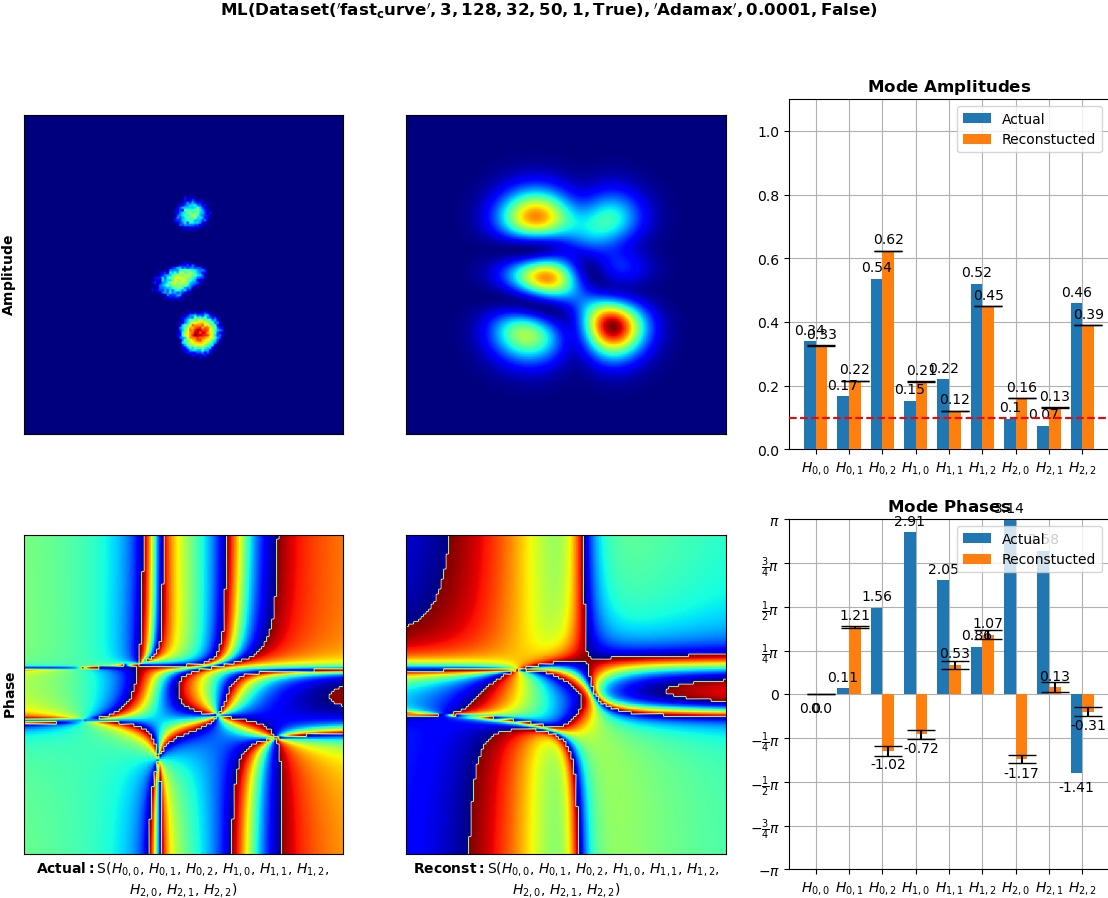 ML(Dataset('fast_curve', 3, 128, 32, 50, 1, True), 'Adamax', 0.0001, False)
Amplitude
Mode Amplitudes
Actual
Reconstucted
1.0
0.8
0.6
0.4
0.2
0.0
0.34
0.33
0.17
0.22
0.54
0.62
0.15
0.21
0.22
0.12
0.52
0.45
0.1
0.16
0.07
0.13
0.46
0.39
H0,0 H0,1 H0,2 H1,0 H1,1 H1,2 H2,0 H2,1 H2,2
Phase
Mode Phases
Actual
Reconstucted
π
3/4π
1/2π
1/4π
0
−1/4π
−1/2π
−3/4π
−π
0.0
0.0
0.11
1.21
1.56
-1.02
2.91
-0.72
2.05
0.53
1.07
3.14
-1.17
0.13
-1.41
-0.31
H0,0 H0,1 H0,2 H1,0 H1,1 H1,2 H2,0 H2,1 H2,2
Actual: S(H0,0, H0,1, H0,2, H1,0, H1,1, H1,2,
H2,0, H2,1, H2,2)
Reconst: S(H0,0, H0,1, H0,2, H1,0, H1,1, H1,2,
H2,0, H2,1, H2,2)